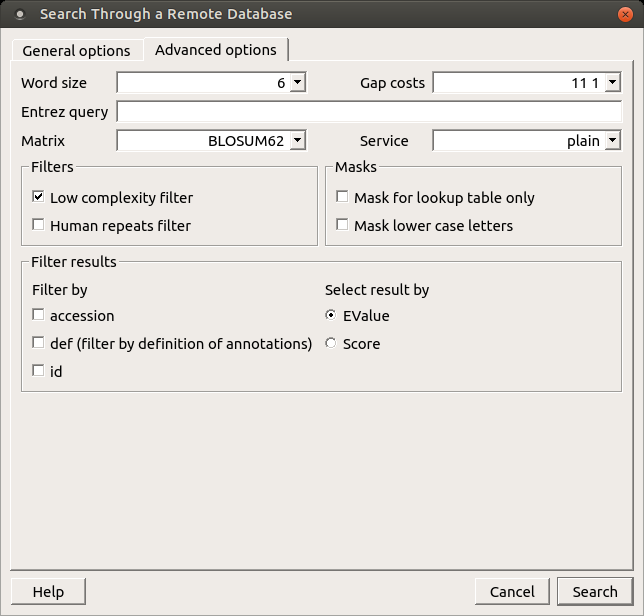 Search Through a Remote Database
General options Advanced options
Word size 6 Gap costs 11 1
Entrez query
Matrix BLOSUM62 Service plain
Filters Masks
Low complexity filter Mask for lookup table only
Human repeats filter Mask lower case letters
Filter results
Filter by Select result by
accession EValue
def (filter by definition of annotations) Score
id
Help Cancel Search